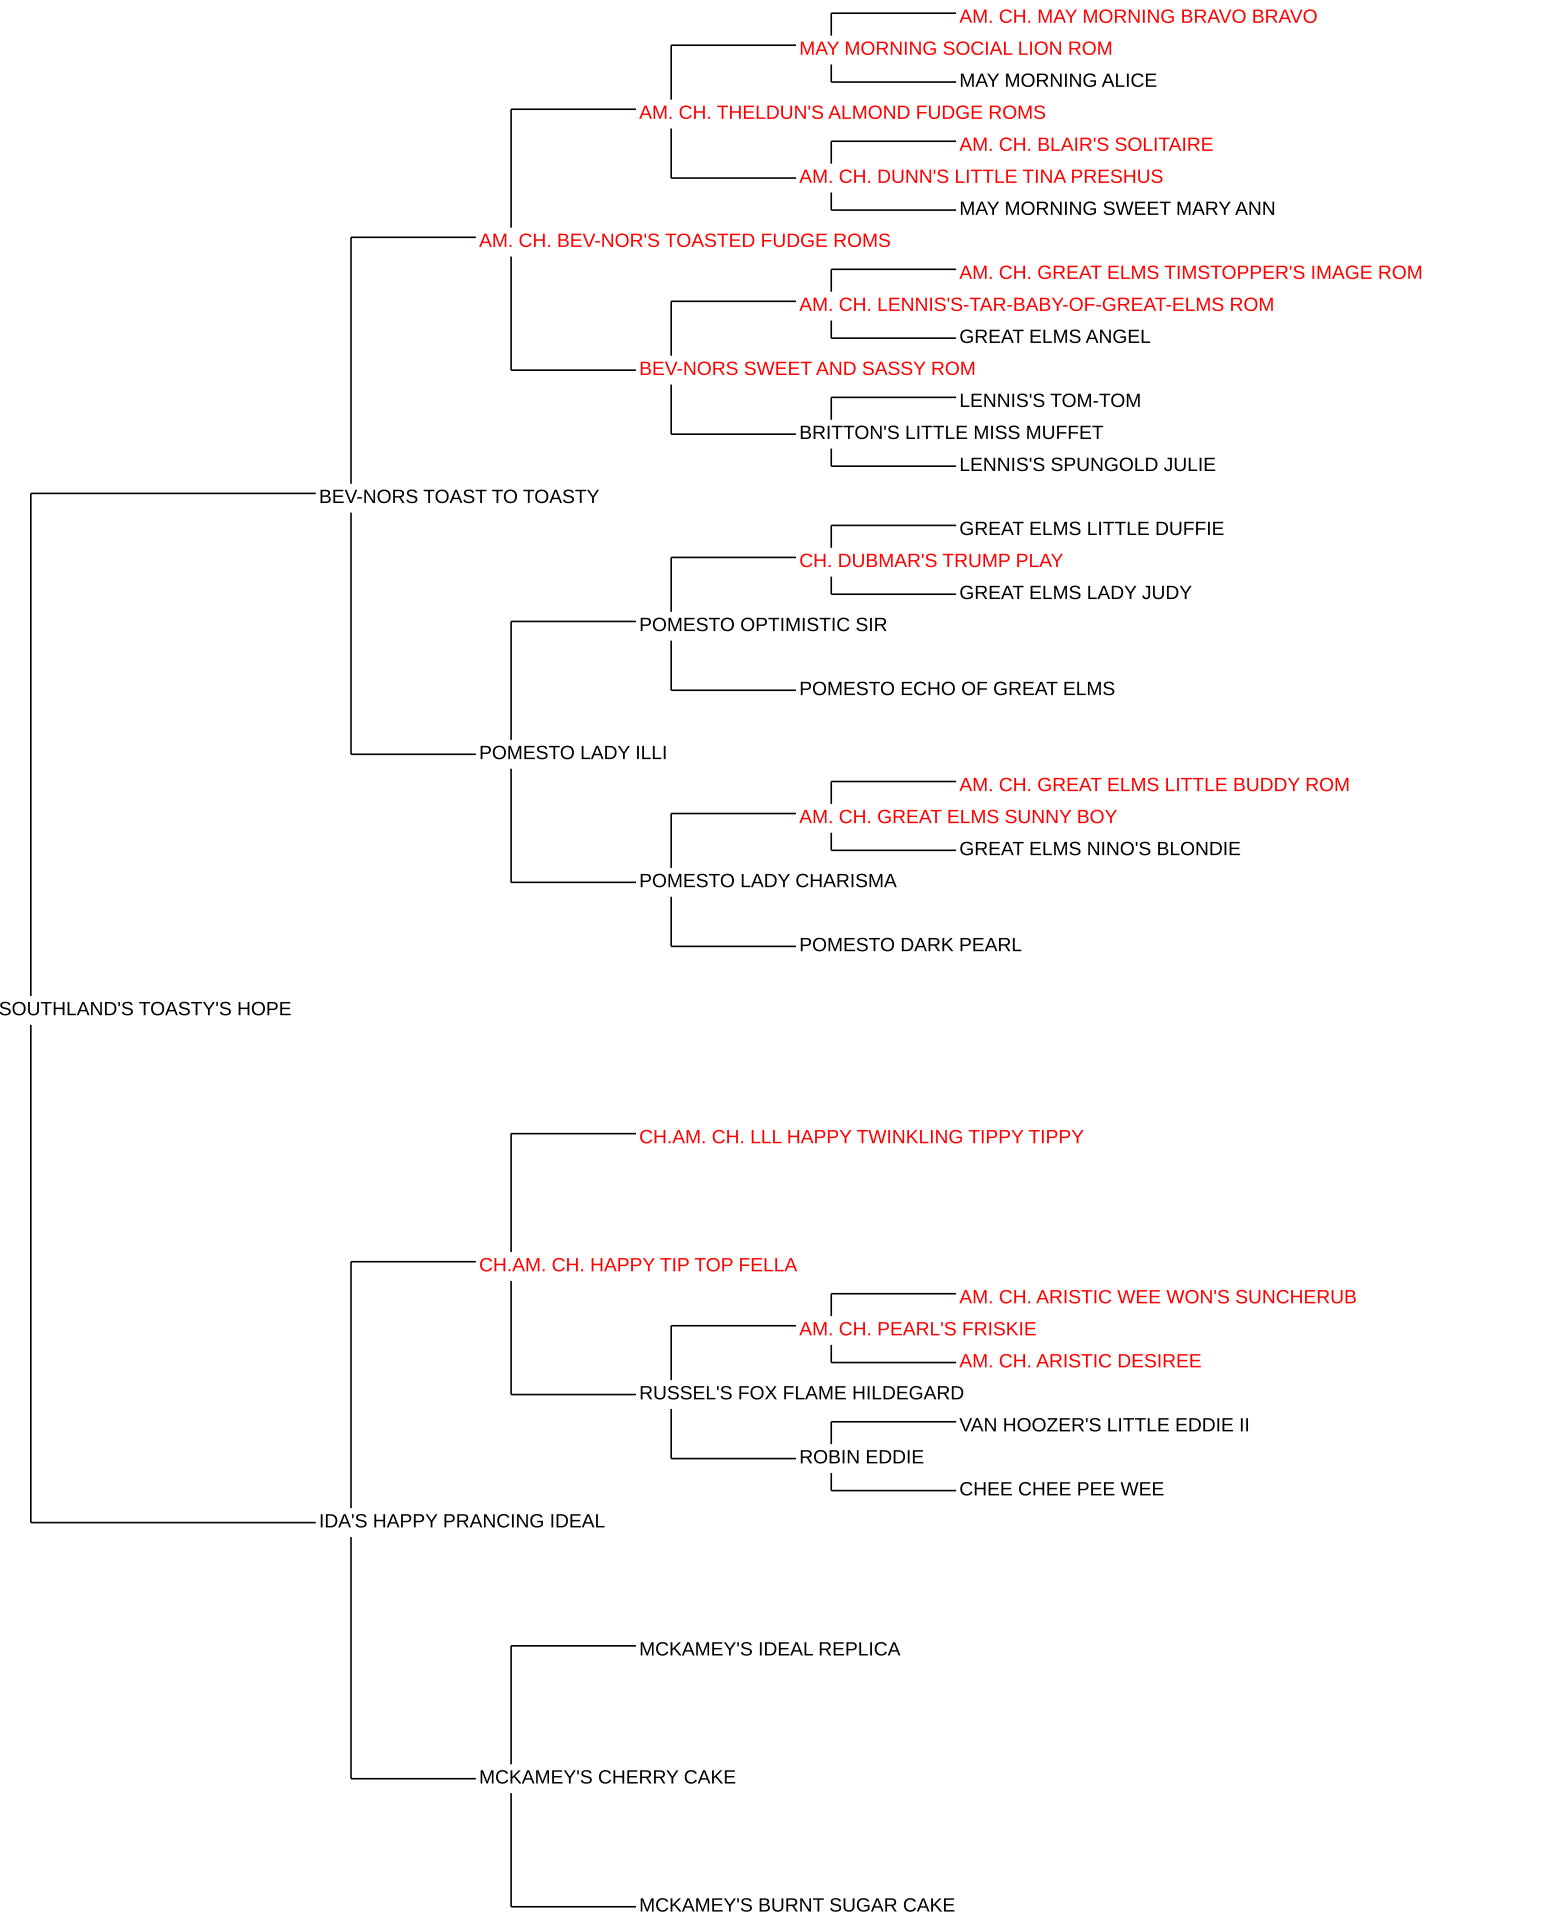 AM. CH. MAY MORNING BRAVO BRAVO
MAY MORNING SOCIAL LION ROM
MAY MORNING ALICE
AM. CH. THELDUN'S ALMOND FUDGE ROMS
AM. CH. BLAIR'S SOLITAIRE
AM. CH. DUNN'S LITTLE TINA PRESHUS
MAY MORNING SWEET MARY ANN
AM. CH. BEV-NOR'S TOASTED FUDGE ROMS
AM. CH. GREAT ELMS TIMSTOPPER'S IMAGE ROM
AM. CH. LENNIS'S-TAR-BABY-OF-GREAT-ELMS ROM
GREAT ELMS ANGEL
BEV-NORS SWEET AND SASSY ROM
LENNIS'S TOM-TOM
BRITTON'S LITTLE MISS MUFFET
LENNIS'S SPUNGOLD JULIE
BEV-NORS TOAST TO TOASTY
GREAT ELMS LITTLE DUFFIE
CH. DUBMAR'S TRUMP PLAY
GREAT ELMS LADY JUDY
POMESTO OPTIMISTIC SIR
POMESTO ECHO OF GREAT ELMS
POMESTO LADY ILLI
AM. CH. GREAT ELMS LITTLE BUDDY ROM
AM. CH. GREAT ELMS SUNNY BOY
GREAT ELMS NINO'S BLONDIE
POMESTO LADY CHARISMA
POMESTO DARK PEARL
SOUTHLAND'S TOASTY'S HOPE
CH.AM. CH. LLL HAPPY TWINKLING TIPPY TIPPY
CH.AM. CH. HAPPY TIP TOP FELLA
AM. CH. ARISTIC WEE WON'S SUNCHERUB
AM. CH. PEARL'S FRISKIE
AM. CH. ARISTIC DESIREE
RUSSEL'S FOX FLAME HILDEGARD
VAN HOOZER'S LITTLE EDDIE II
ROBIN EDDIE
CHEE CHEE PEE WEE
IDA'S HAPPY PRANCING IDEAL
MCKAMEY'S IDEAL REPLICA
MCKAMEY'S CHERRY CAKE
MCKAMEY'S BURNT SUGAR CAKE